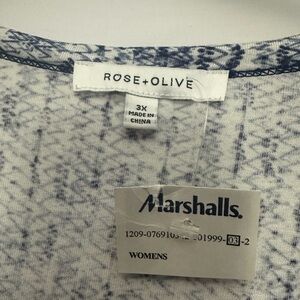 ROSE+OLIVE
3X
MADE IN
CHINA
Marshalls.
WOMENS